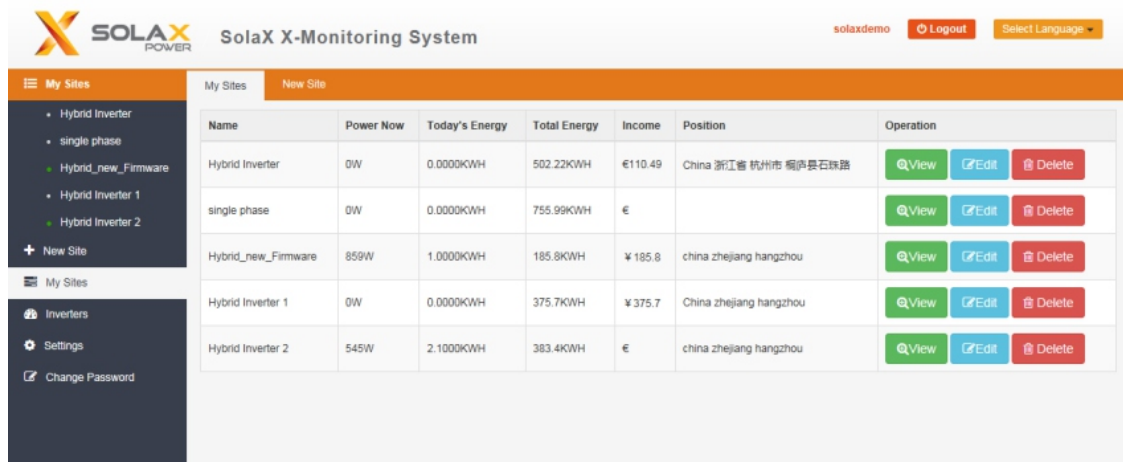 SOLAX
POWER
SolaX X-Monitoring System
solaxdemo
Logout
Select Language
My Sites
Hybrid Inverter
single phase
Hybrid_new_Firmware
Hybrid Inverter 1
Hybrid Inverter 2
New Site
My Sites
Inverters
Settings
Change Password
My Sites New Site
Name Power Now Today's Energy Total Energy Income Position Operation
Hybrid Inverter 0W 0.0000KWH 502.22KWH €110.49 China 浙江省 杭州市 桐庐县石珠路 View Edit Delete
single phase 0W 0.0000KWH 755.99KWH € View Edit Delete
Hybrid_new_Firmware 859W 1.0000KWH 185.8KWH ¥ 185.8 china zhejiang hangzhou View Edit Delete
Hybrid Inverter 1 0W 0.0000KWH 375.7KWH ¥ 375.7 China zhejiang hangzhou View Edit Delete
Hybrid Inverter 2 545W 2.1000KWH 383.4KWH € china zhejiang hangzhou View Edit Delete